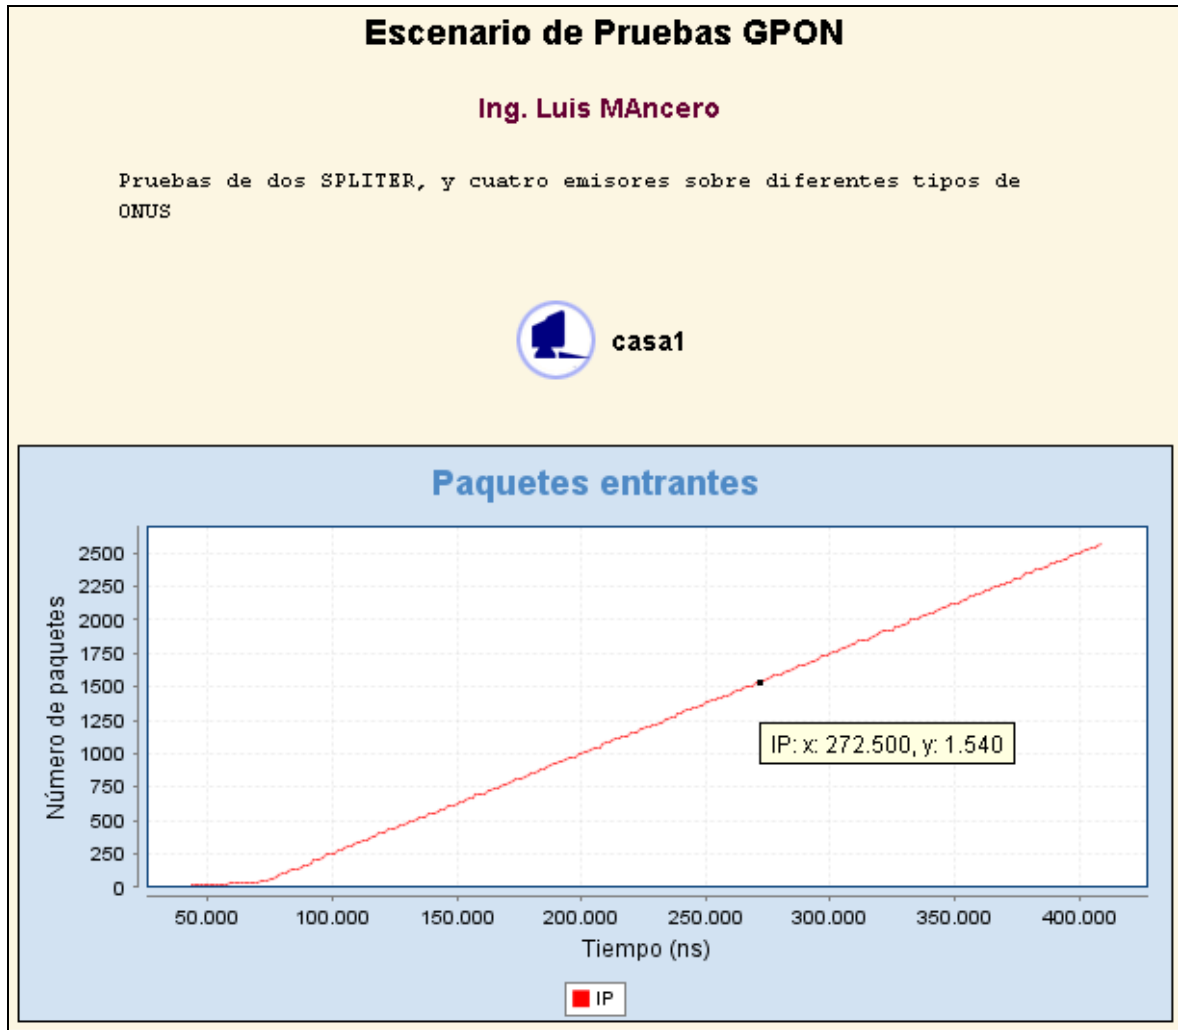 Escenario de Pruebas GPON
Ing. Luis MAncero
Pruebas de dos SPLITER, y cuatro emisores sobre diferentes tipos de
ONUS
casa1
Paquetes entrantes
Número de paquetes
2500
2250
2000
1750
1500
1250
1000
750
500
250
0
IP: x: 272.500, y: 1.540
50.000 100.000 150.000 200.000 250.000 300.000 350.000 400.000
Tiempo (ns)
IP